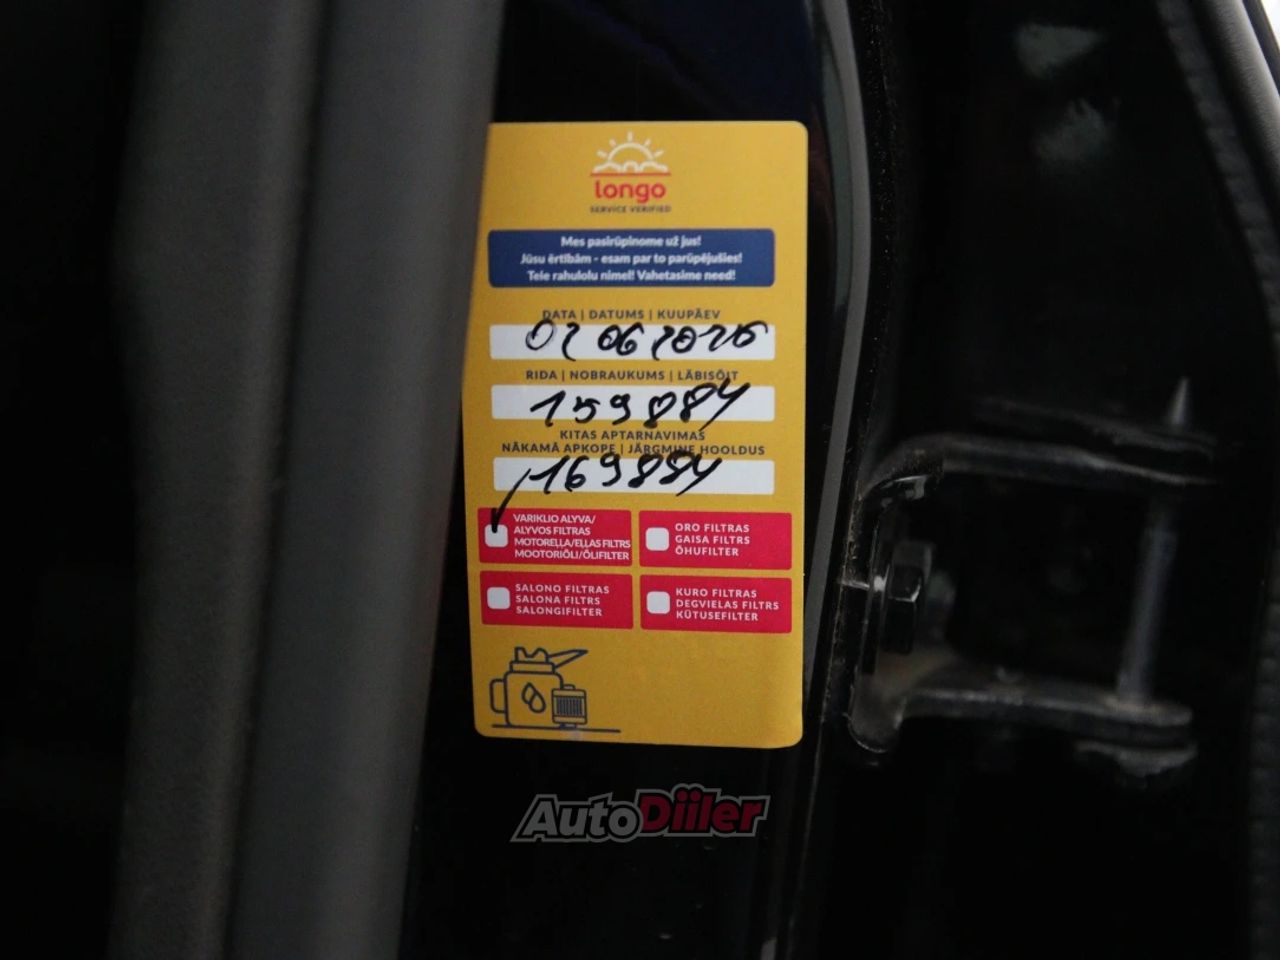 longo
SERVICE VERIFIED
Mes pasirūpinome už jus!
Jūsu ērtībām - esam par to parūpējušies!
Teie rahulolu nimel! Vahetasime need!
DATA | DATUMS | KUUPÄEV
02 06 2026
RIDA | NOBRAUKUMS | LÄBISÕIT
159884
KITAS APTARNAVIMAS
NĀKAMĀ APKOPE | JÄRGMINE HOOLDUS
169884
VARIKLIO ALYVA/
ALYVOS FILTRAS
MOTOREĻĻA/EĻĻAS FILTRS
MOOTORIÕLI/ÕLIFILTER
ORO FILTRAS
GAISA FILTRS
ÕHUFILTER
SALONO FILTRAS
SALONA FILTRS
SALONGIFILTER
KURO FILTRAS
DEGVIELAS FILTRS
KÜTUSEFILTER
AutoDiiler